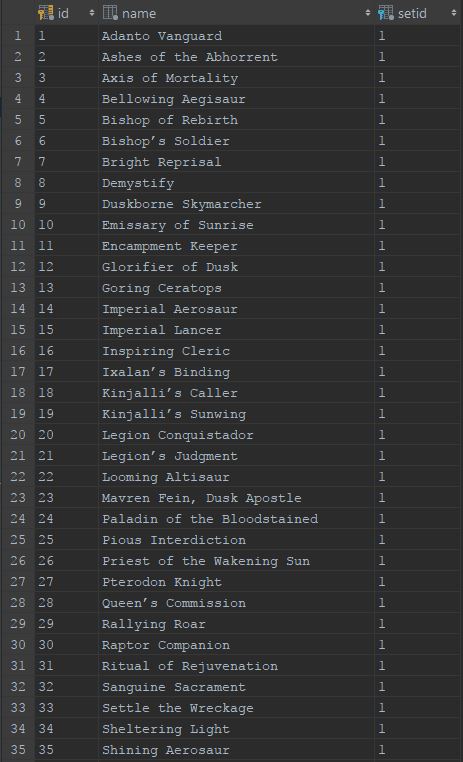 id name setid
1 1 Adanto Vanguard 1
2 2 Ashes of the Abhorrent 1
3 3 Axis of Mortality 1
4 4 Bellowing Aegisaur 1
5 5 Bishop of Rebirth 1
6 6 Bishop’s Soldier 1
7 7 Bright Reprisal 1
8 8 Demystify 1
9 9 Duskborne Skymarcher 1
10 10 Emissary of Sunrise 1
11 11 Encampment Keeper 1
12 12 Glorifier of Dusk 1
13 13 Goring Ceratops 1
14 14 Imperial Aerosaur 1
15 15 Imperial Lancer 1
16 16 Inspiring Cleric 1
17 17 Ixalan’s Binding 1
18 18 Kinjalli’s Caller 1
19 19 Kinjalli’s Sunwing 1
20 20 Legion Conquistador 1
21 21 Legion’s Judgment 1
22 22 Looming Altisaur 1
23 23 Mavren Fein, Dusk Apostle 1
24 24 Paladin of the Bloodstained 1
25 25 Pious Interdiction 1
26 26 Priest of the Wakening Sun 1
27 27 Pterodon Knight 1
28 28 Queen’s Commission 1
29 29 Rallying Roar 1
30 30 Raptor Companion 1
31 31 Ritual of Rejuvenation 1
32 32 Sanguine Sacrament 1
33 33 Settle the Wreckage 1
34 34 Sheltering Light 1
35 35 Shining Aerosaur 1